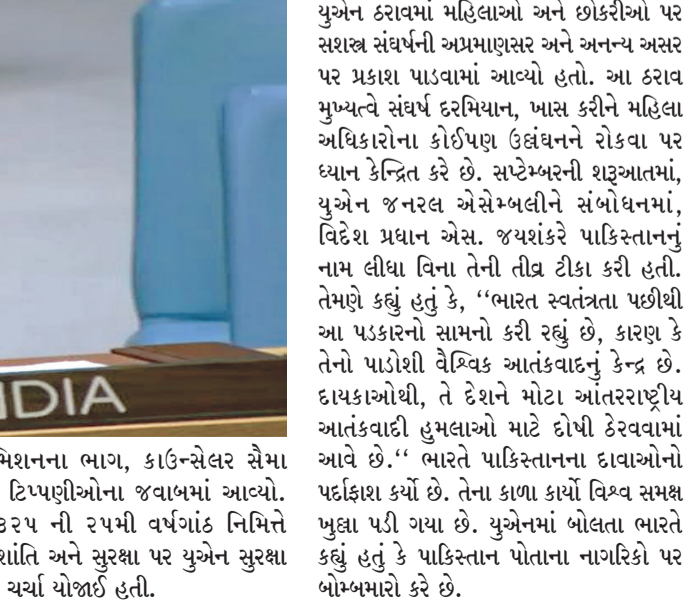 INDIA
મિશનના ભાગ, કાઉન્સેલર સૈમા
ટિપ્પણીઓના જવાબમાં આવ્યો.
૩૨૫ ની ૨૫મી વર્ષગાંઠ નિમિત્તે
શાંતિ અને સુરક્ષા પર યુએન સુરક્ષા
ચર્ચા યોજાઈ હતી.
યુએન ઠરાવમાં મહિલાઓ અને છોકરીઓ પર
સશસ્ત્ર સંઘર્ષની અપ્રમાણસર અને અનન્ય અસર
પર પ્રકાશ પાડવામાં આવ્યો હતો. આ ઠરાવ
મુખ્યત્વે સંઘર્ષ દરમિયાન, ખાસ કરીને મહિલા
અધિકારોના કોઈપણ ઉલ્લંઘનને રોકવા પર
ધ્યાન કેન્દ્રિત કરે છે. સપ્ટેમ્બરની શરૂઆતમાં,
યુએન જનરલ એસેમ્બલીને સંબોધનમાં,
વિદેશ પ્રધાન એસ. જયશંકરે પાકિસ્તાનનું
નામ લીધા વિના તેની તીવ્ર ટીકા કરી હતી.
તેમણે કહ્યું હતું કે, ‘‘ભારત સ્વતંત્રતા પછીથી
આ પડકારનો સામનો કરી રહ્યું છે, કારણ કે
તેનો પાડોશી વૈશ્વિક આતંકવાદનું કેન્દ્ર છે.
દાયકાઓથી, તે દેશને મોટા આંતરરાષ્ટ્રીય
આતંકવાદી હુમલાઓ માટે દોષી ઠેરવવામાં
આવે છે.‘‘ ભારતે પાકિસ્તાનના દાવાઓનો
પર્દાફાશ કર્યો છે. તેના કાળા કાર્યો વિશ્વ સમક્ષ
ખુલ્લા પડી ગયા છે. યુએનમાં બોલતા ભારતે
કહ્યું હતું કે પાકિસ્તાન પોતાના નાગરિકો પર
બોમ્બમારો કરે છે.